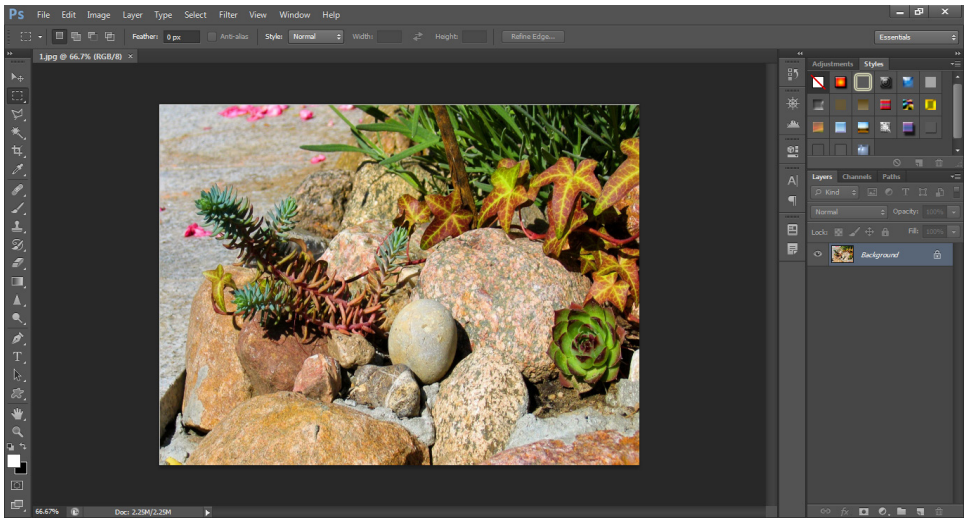 Ps File Edit Image Layer Type Select Filter View Window Help
Feather: 0 px Anti-alias Style: Normal Width: Height: Refine Edge... Essentials
1.jpg @ 66.7% (RGB/8) ×
Adjustments Styles
Layers Channels Paths
Kind
Normal Opacity: 100%
Lock: Fill: 100%
Background
66.67% Doc: 2.25M/2.25M